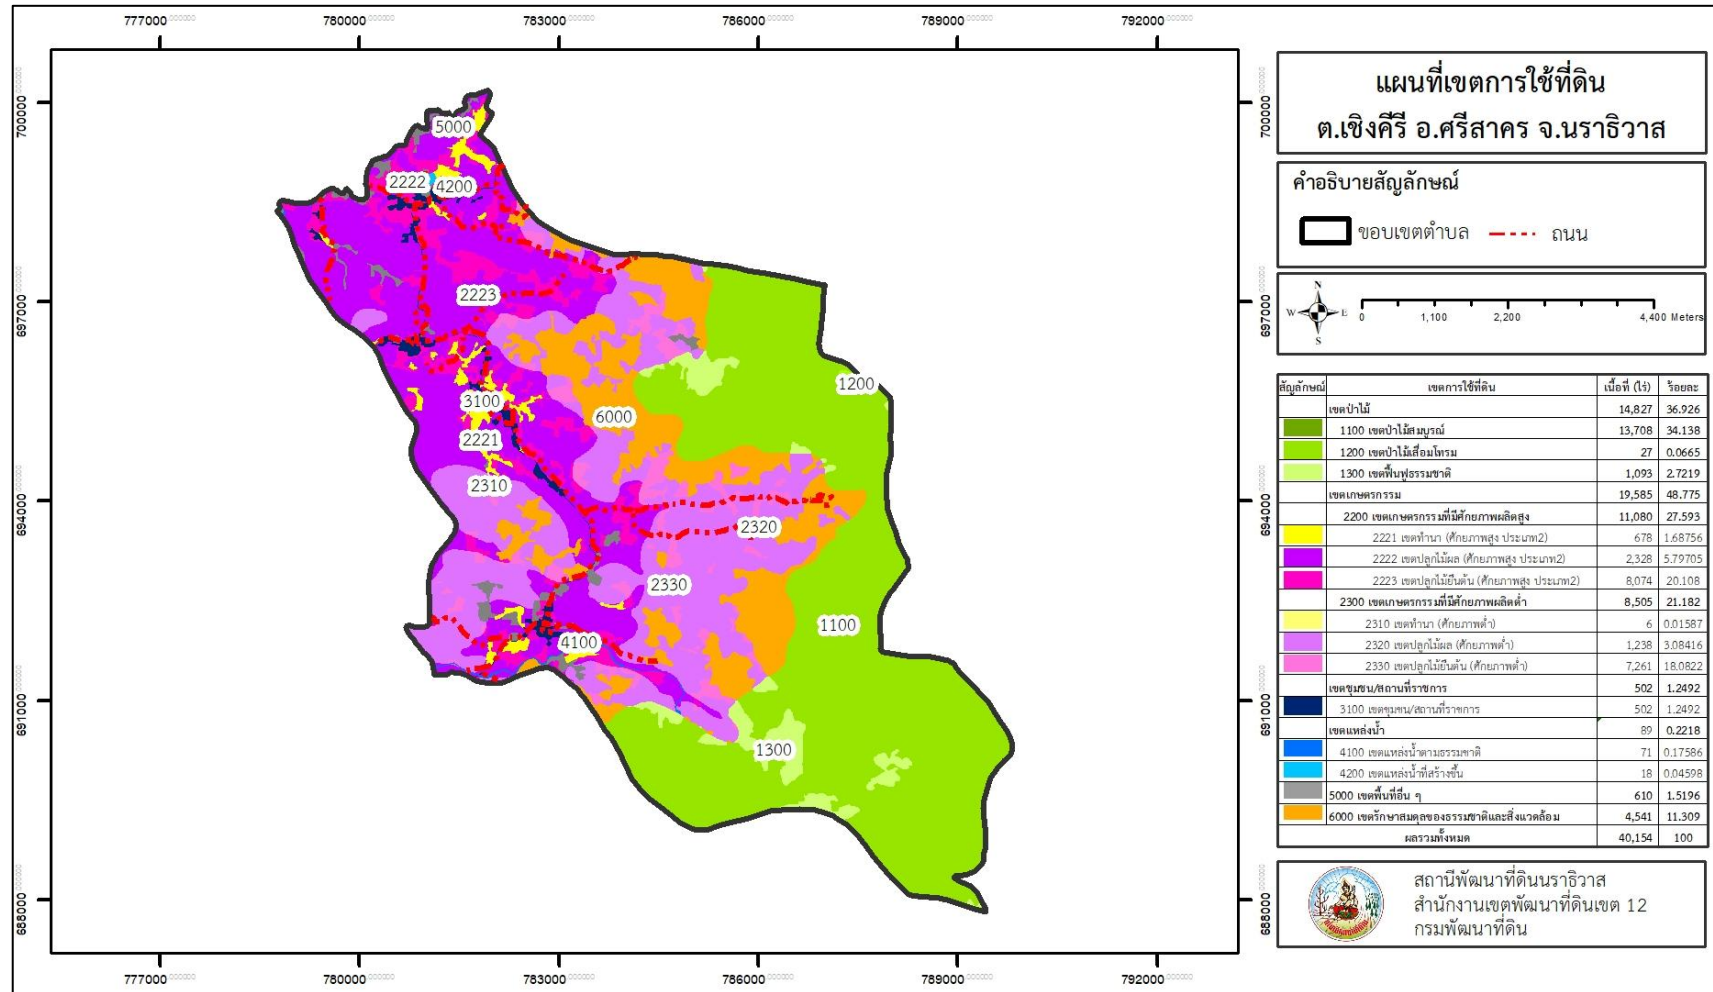 777000.000000 780000.000000 783000.000000 786000.000000 789000.000000 792000.000000
700000.000000
697000.000000
694000.000000
691000.000000
688000.000000
5000
2222
4200
2223
1200
3100
6000
2221
2310
2320
2330
1100
4100
1300
700000.000000
697000.000000
694000.000000
691000.000000
688000.000000
777000.000000 780000.000000 783000.000000 786000.000000 789000.000000 792000.000000
แผนที่เขตการใช้ที่ดิน
ต.เชิงคีรี อ.ศรีสาคร จ.นราธิวาส
คำอธิบายสัญลักษณ์
ขอบเขตตำบล ถนน
N
W E
S
0 1,100 2,200 4,400 Meters
สัญลักษณ์ เขตการใช้ที่ดิน เนื้อที่ (ไร่) ร้อยละ
เขตป่าไม้ 14,827 36.926
1100 เขตป่าไม้สมบูรณ์ 13,708 34.138
1200 เขตป่าไม้เสื่อมโทรม 27 0.0665
1300 เขตฟื้นฟูธรรมชาติ 1,093 2.7219
เขตเกษตรกรรม 19,585 48.775
2200 เขตเกษตรกรรมที่มีศักยภาพผลิตสูง 11,080 27.593
2221 เขตทำนา (ศักยภาพสูง ประเภท2) 678 1.68756
2222 เขตปลูกไม้ผล (ศักยภาพสูง ประเภท2) 2,328 5.79705
2223 เขตปลูกไม้ยืนต้น (ศักยภาพสูง ประเภท2) 8,074 20.108
2300 เขตเกษตรกรรมที่มีศักยภาพผลิตต่ำ 8,505 21.182
2310 เขตทำนา (ศักยภาพต่ำ) 6 0.01587
2320 เขตปลูกไม้ผล (ศักยภาพต่ำ) 1,238 3.08416
2330 เขตปลูกไม้ยืนต้น (ศักยภาพต่ำ) 7,261 18.0822
เขตชุมชน/สถานที่ราชการ 502 1.2492
3100 เขตชุมชน/สถานที่ราชการ 502 1.2492
เขตแหล่งน้ำ 89 0.2218
4100 เขตแหล่งน้ำตามธรรมชาติ 71 0.17586
4200 เขตแหล่งน้ำที่สร้างขึ้น 18 0.04598
5000 เขตพื้นที่อื่น ๆ 610 1.5196
6000 เขตรักษาสมดุลของธรรมชาติและสิ่งแวดล้อม 4,541 11.309
ผลรวมทั้งหมด 40,154 100
สถานีพัฒนาที่ดินนราธิวาส
สำนักงานเขตพัฒนาที่ดินเขต 12
กรมพัฒนาที่ดิน